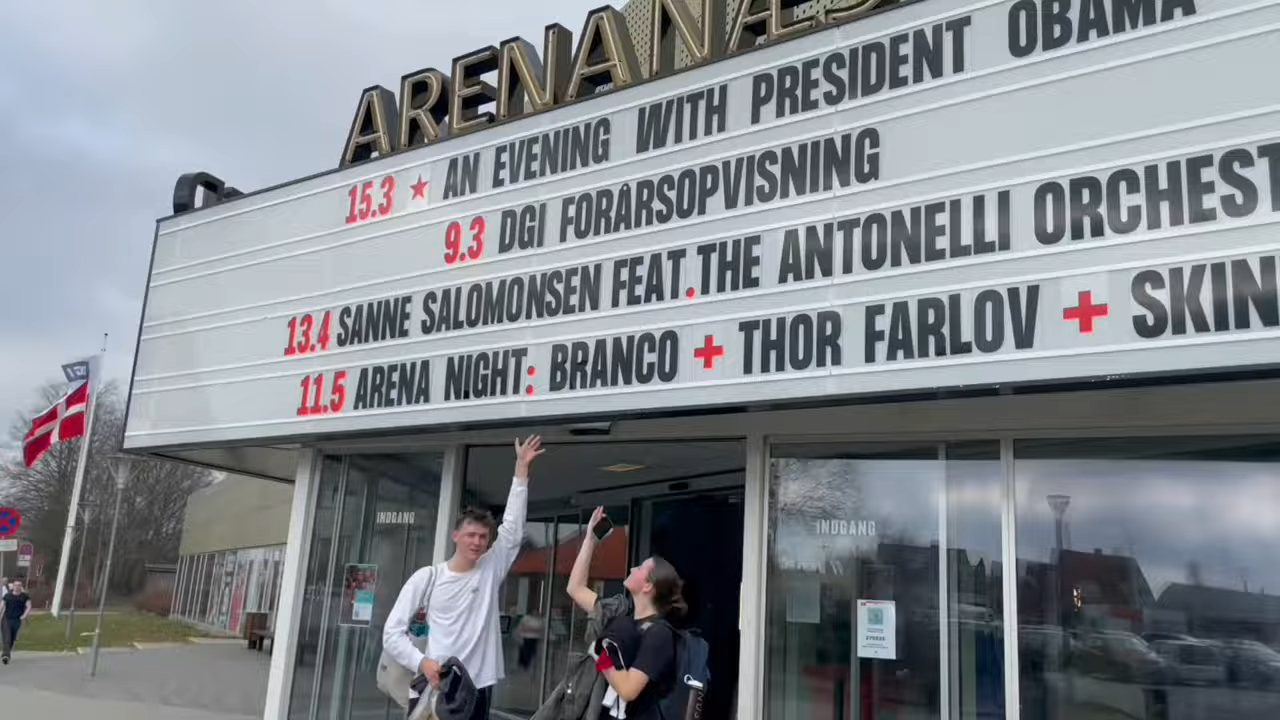 ARENANÆS
15.3 ★ AN EVENING WITH PRESIDENT OBAMA
9.3 DGI FORÅRSOPVISNING
13.4 SANNE SALOMONSEN FEAT.THE ANTONELLI ORCHEST
11.5 ARENA NIGHT: BRANCO + THOR FARLOV + SKIN
INDGANG
INDGANG